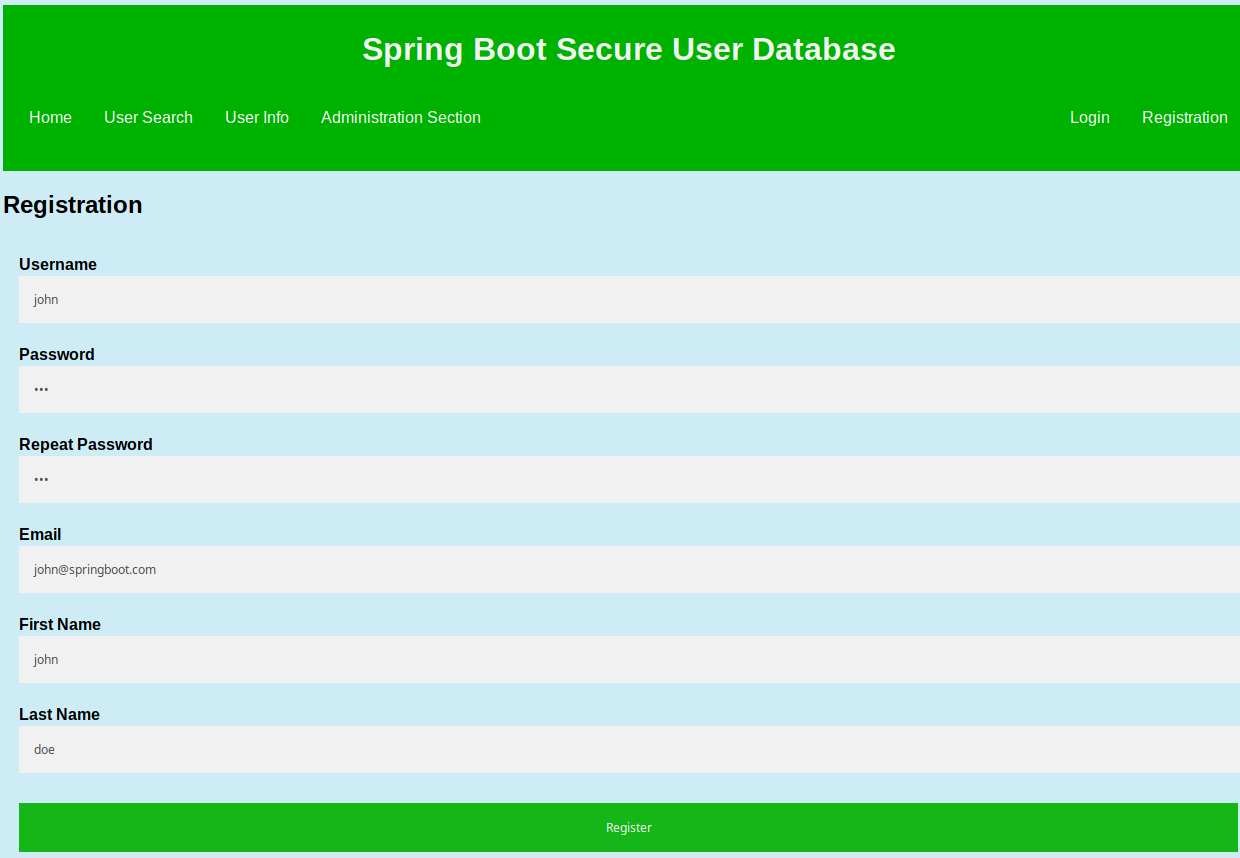 Spring Boot Secure User Database
Home User Search User Info Administration Section Login Registration
Registration
Username
john
Password
•••
Repeat Password
•••
Email
john@springboot.com
First Name
john
Last Name
doe
Register